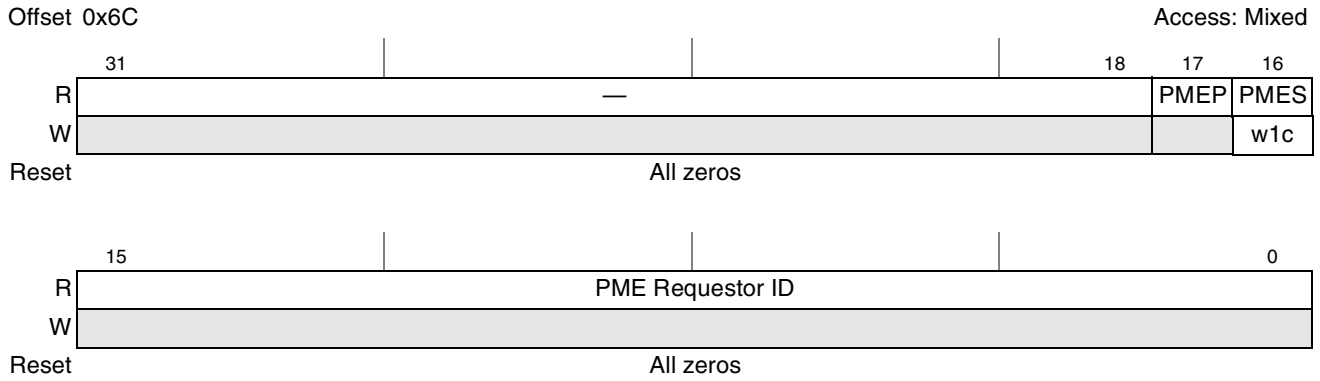 Offset 0x6C Access: Mixed
31 18 17 16
R — PMEP PMES
W w1c
Reset All zeros
15 0
R PME Requestor ID
W
Reset All zeros